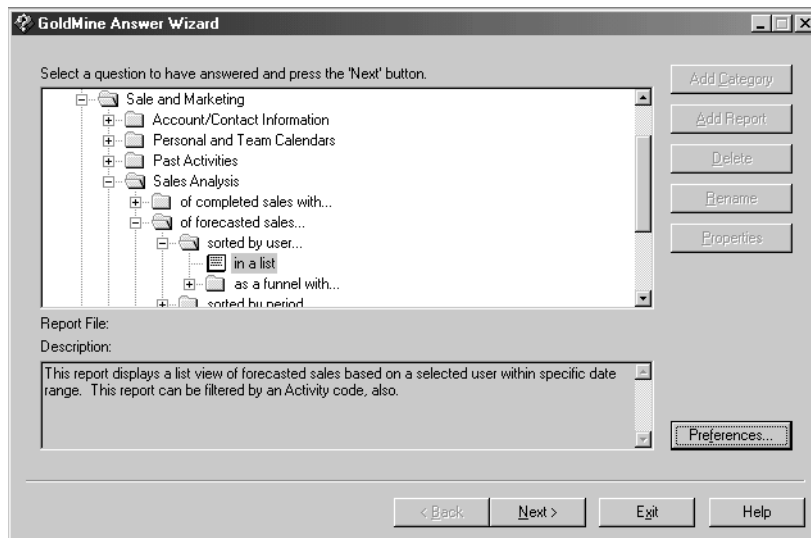 GoldMine Answer Wizard
Select a question to have answered and press the 'Next' button.
Sale and Marketing
Account/Contact Information
Personal and Team Calendars
Past Activities
Sales Analysis
of completed sales with...
of forecasted sales...
sorted by user...
in a list
as a funnel with...
sorted by period
Add Category
Add Report
Delete
Rename
Properties
Report File:
Description:
This report displays a list view of forecasted sales based on a selected user within specific date
range. This report can be filtered by an Activity code, also.
Preferences...
< Back
Next >
Exit
Help